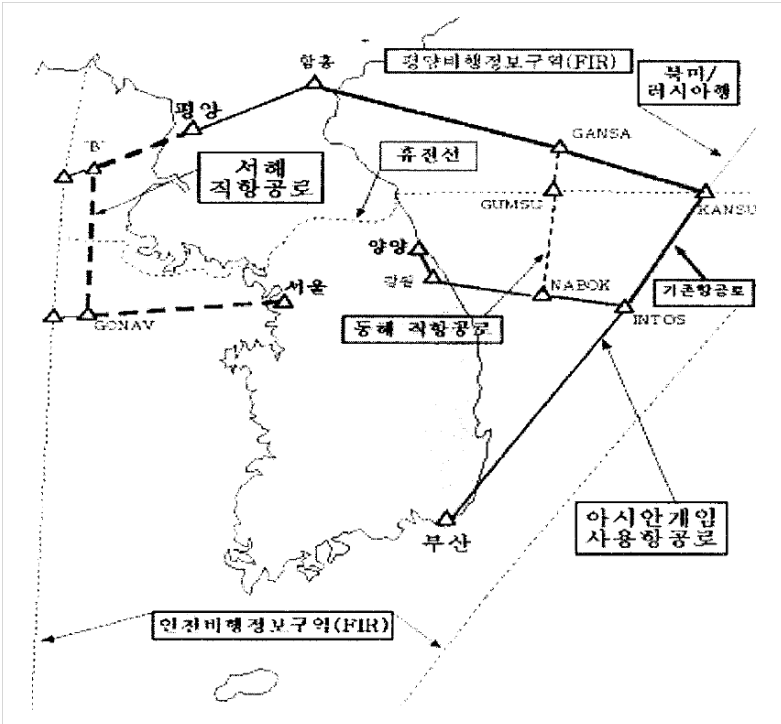 함흥
평양비행정보구역(FIR)
북미/
러시아행
평양
GANSA
'B'
서해
직항공로
휴전선
GUMSU
KANSU
양양
강원
서울
NABOK
기존항공로
GONAV
동해 직항공로
INTOS
아시안게임
사용항공로
부산
인천비행정보구역(FIR)